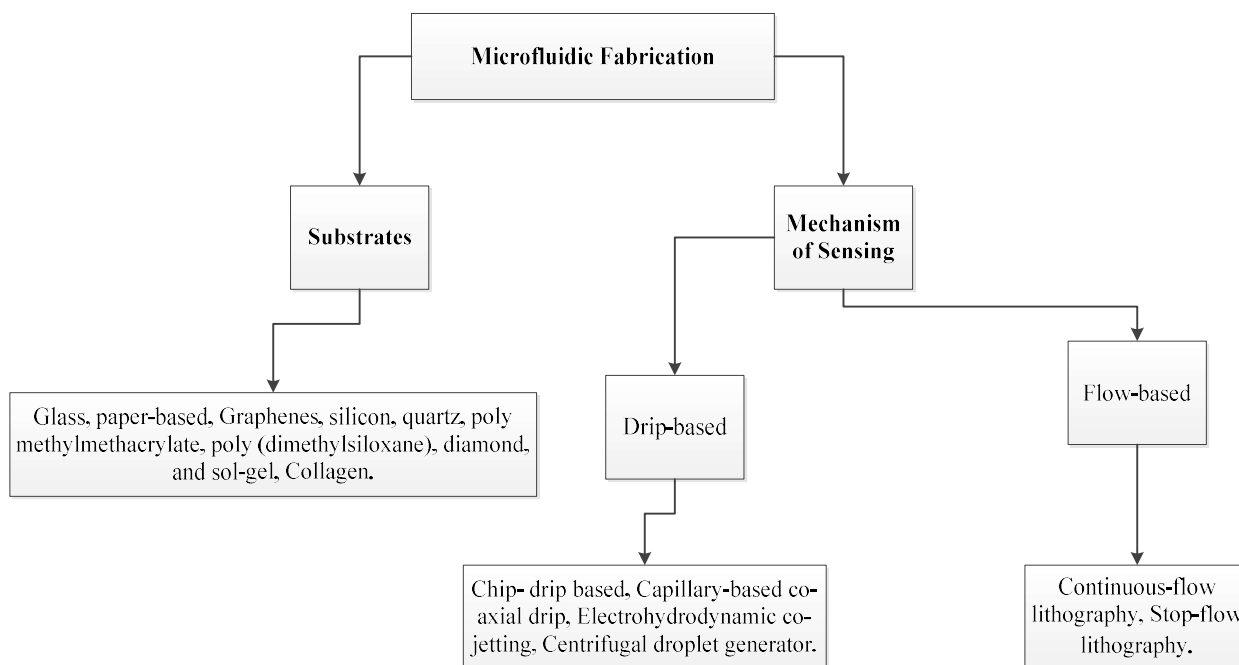 Microfluidic Fabrication
Substrates
Mechanism
of Sensing
Glass, paper-based, Graphenes, silicon, quartz, poly
methylmethacrylate, poly (dimethylsiloxane), diamond,
and sol-gel, Collagen.
Drip-based
Flow-based
Chip- drip based, Capillary-based co-
axial drip, Electrohydrodynamic co-
jetting, Centrifugal droplet generator.
Continuous-flow
lithography, Stop-flow
lithography.